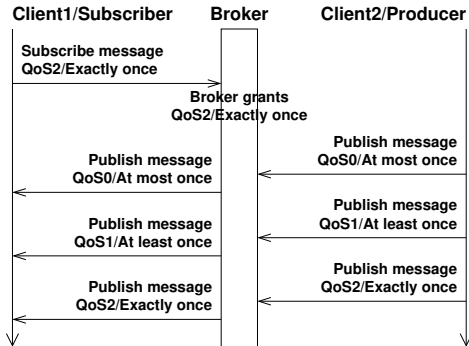 Client1/Subscriber Broker Client2/Producer
Subscribe message
QoS2/Exactly once
Broker grants
QoS2/Exactly once
Publish message
QoS0/At most once
Publish message
QoS0/At most once
Publish message
QoS1/At least once
Publish message
QoS1/At least once
Publish message
QoS2/Exactly once
Publish message
QoS2/Exactly once